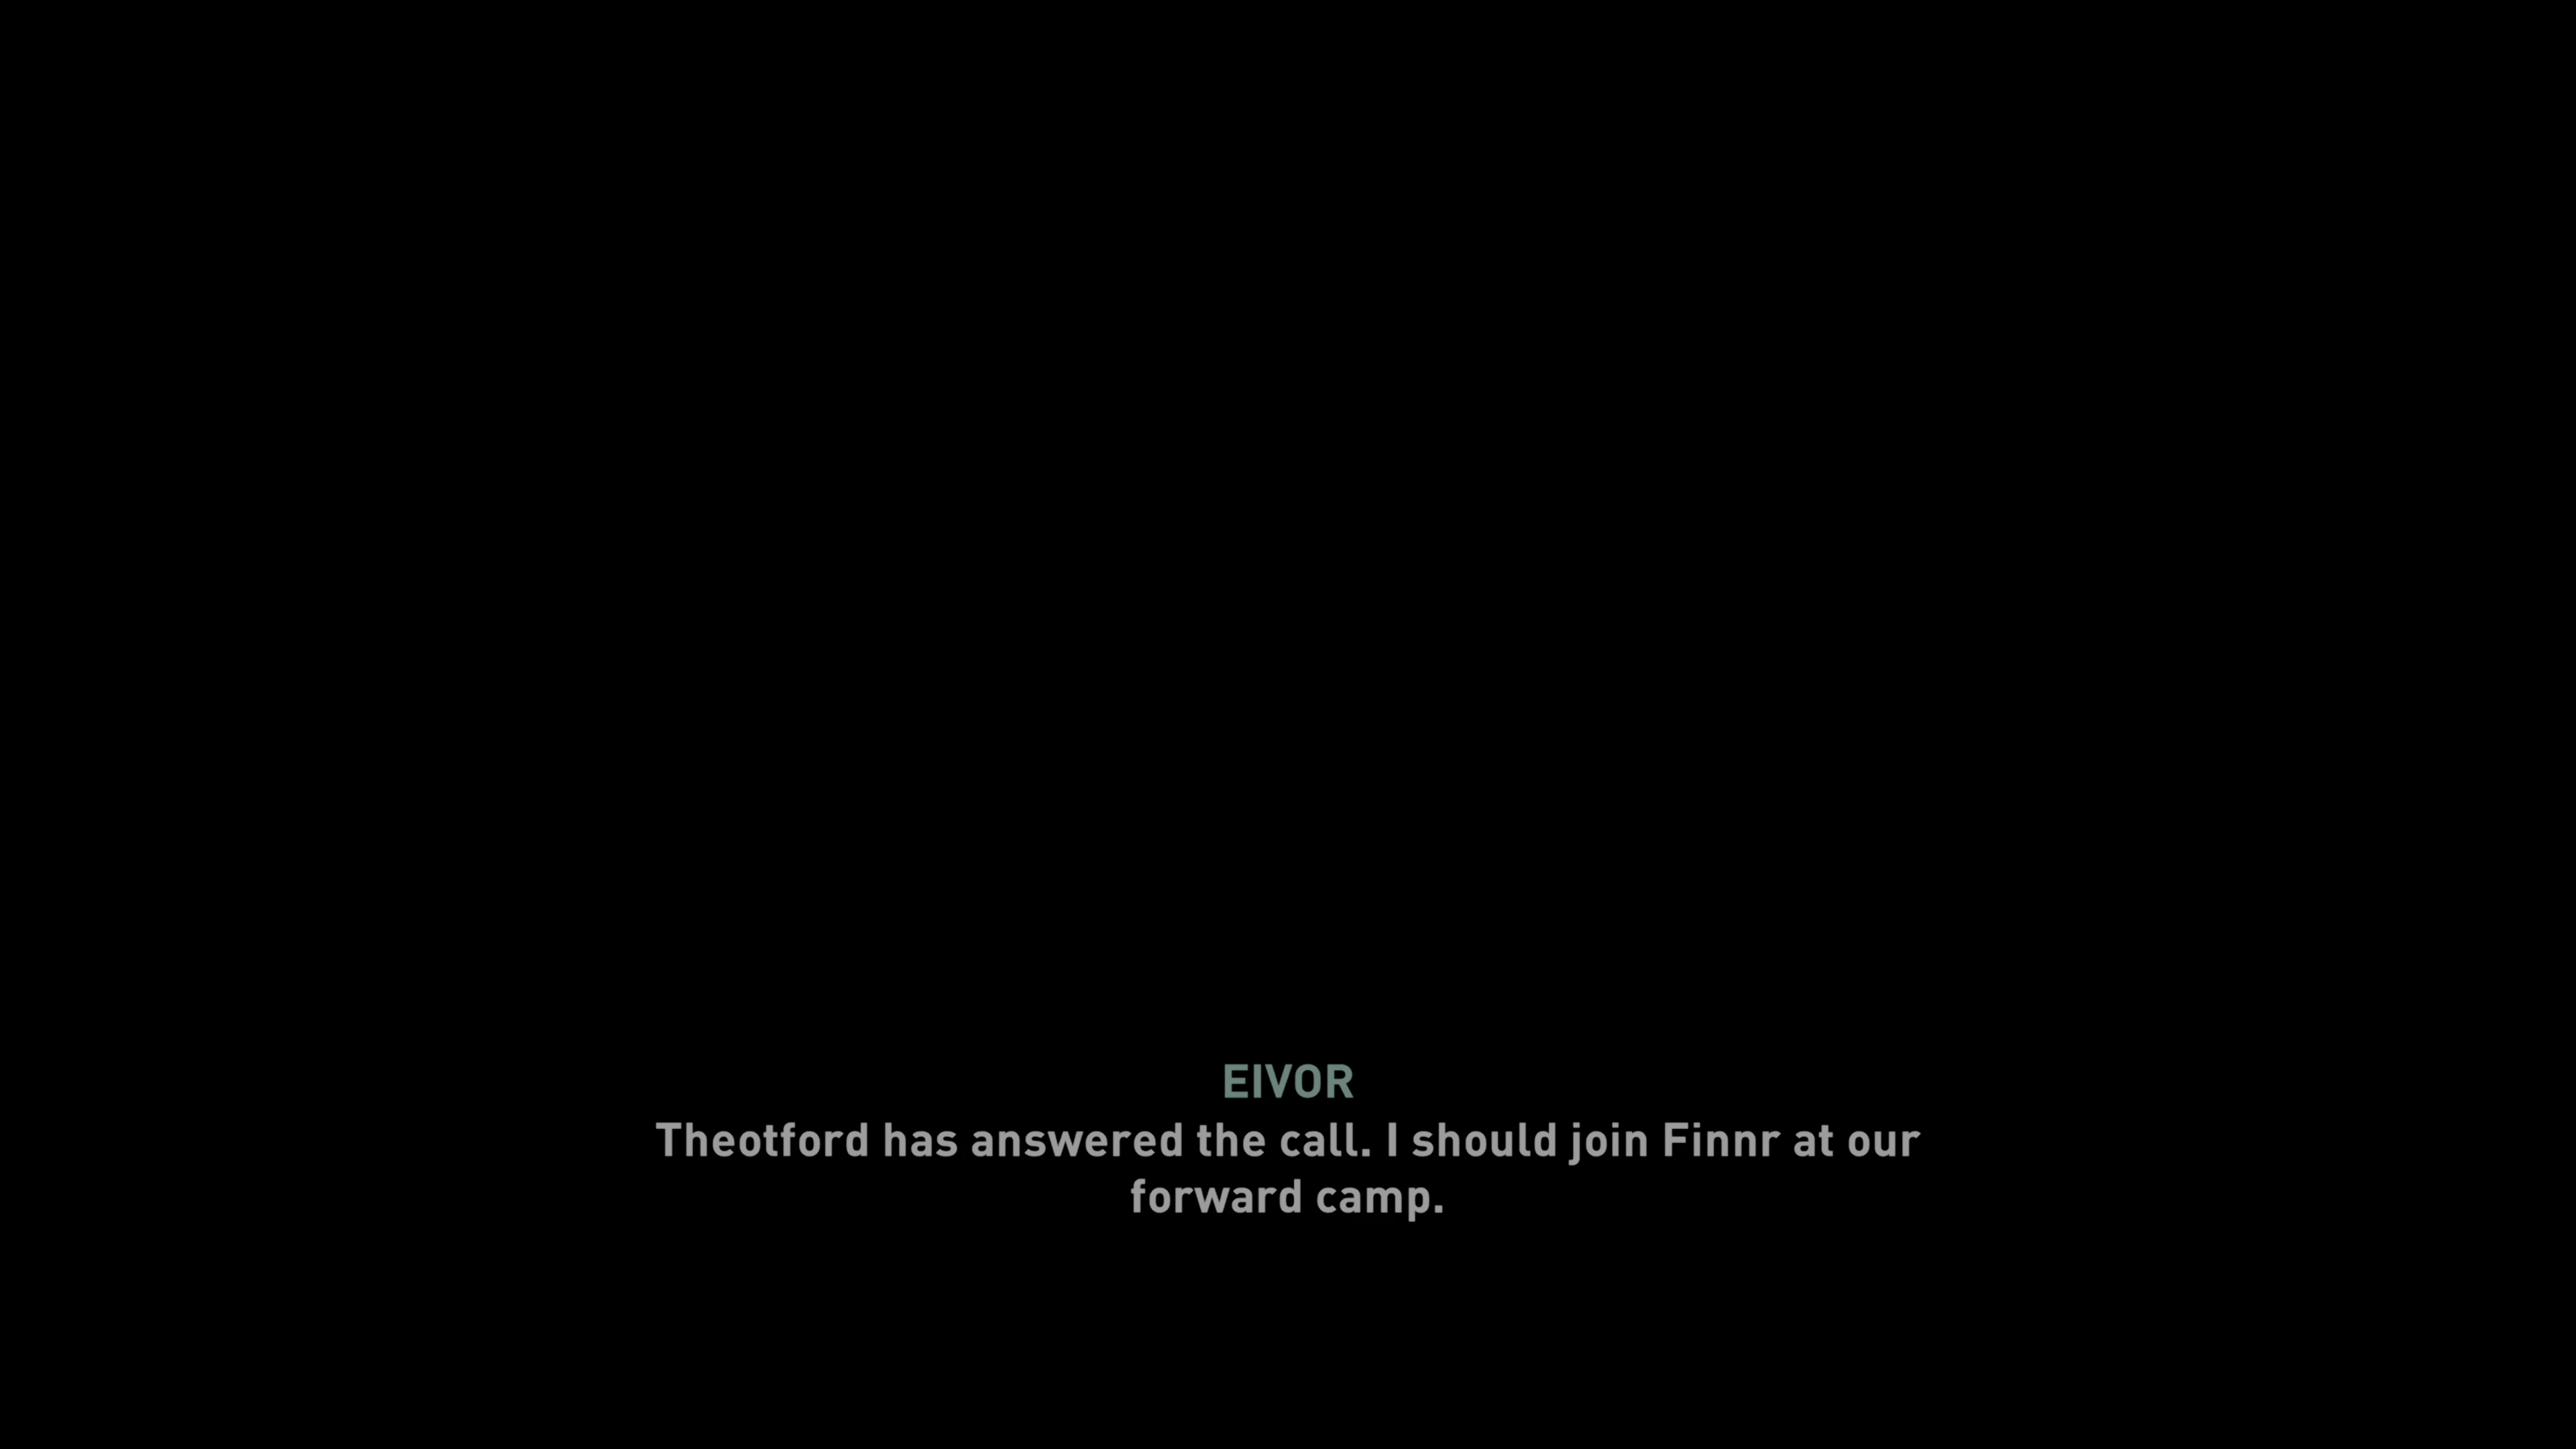 EIVOR
Theotford has answered the call. I should join Finnr at our
forward camp.